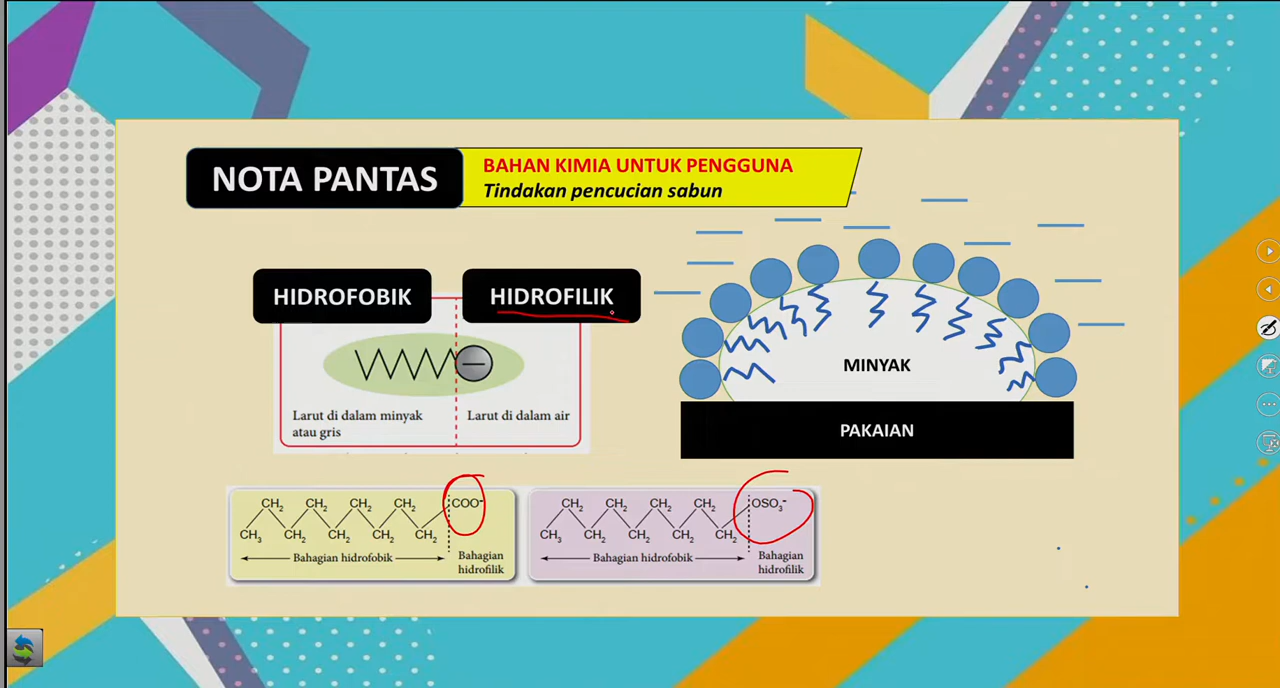 NOTA PANTAS
BAHAN KIMIA UNTUK PENGGUNA
Tindakan pencucian sabun
HIDROFOBIK
HIDROFILIK
Larut di dalam minyak
atau gris
Larut di dalam air
MINYAK
PAKAIAN
CH₂ CH₂ CH₂ CH₂ COO⁻
CH₃ CH₂ CH₂ CH₂ CH₂
Bahagian hidrofobik
Bahagian
hidrofilik
CH₂ CH₂ CH₂ CH₂ OSO₃⁻
CH₃ CH₂ CH₂ CH₂ CH₂
Bahagian hidrofobik
Bahagian
hidrofilik